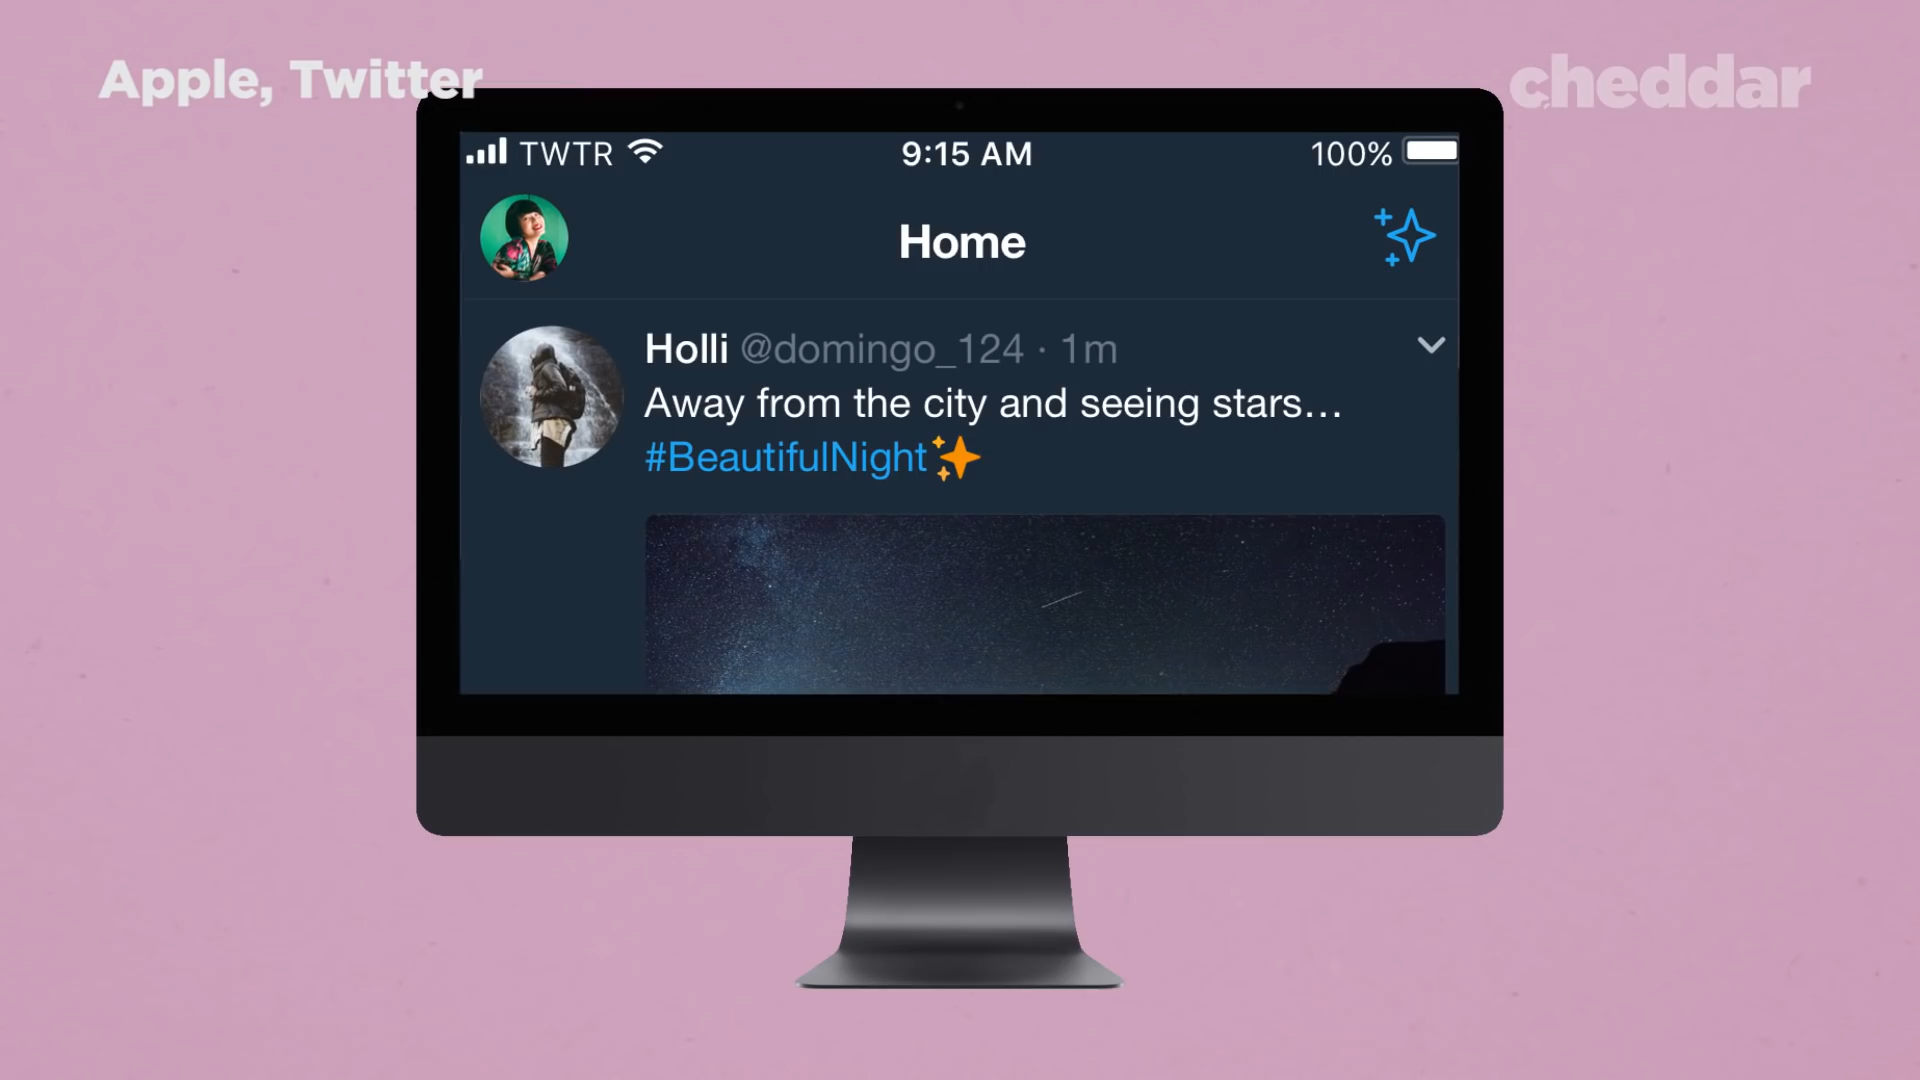 Apple, Twitter
cheddar
TWTR
9:15 AM
100%
Home
Holli @domingo_124 · 1m
Away from the city and seeing stars…
#BeautifulNight✨